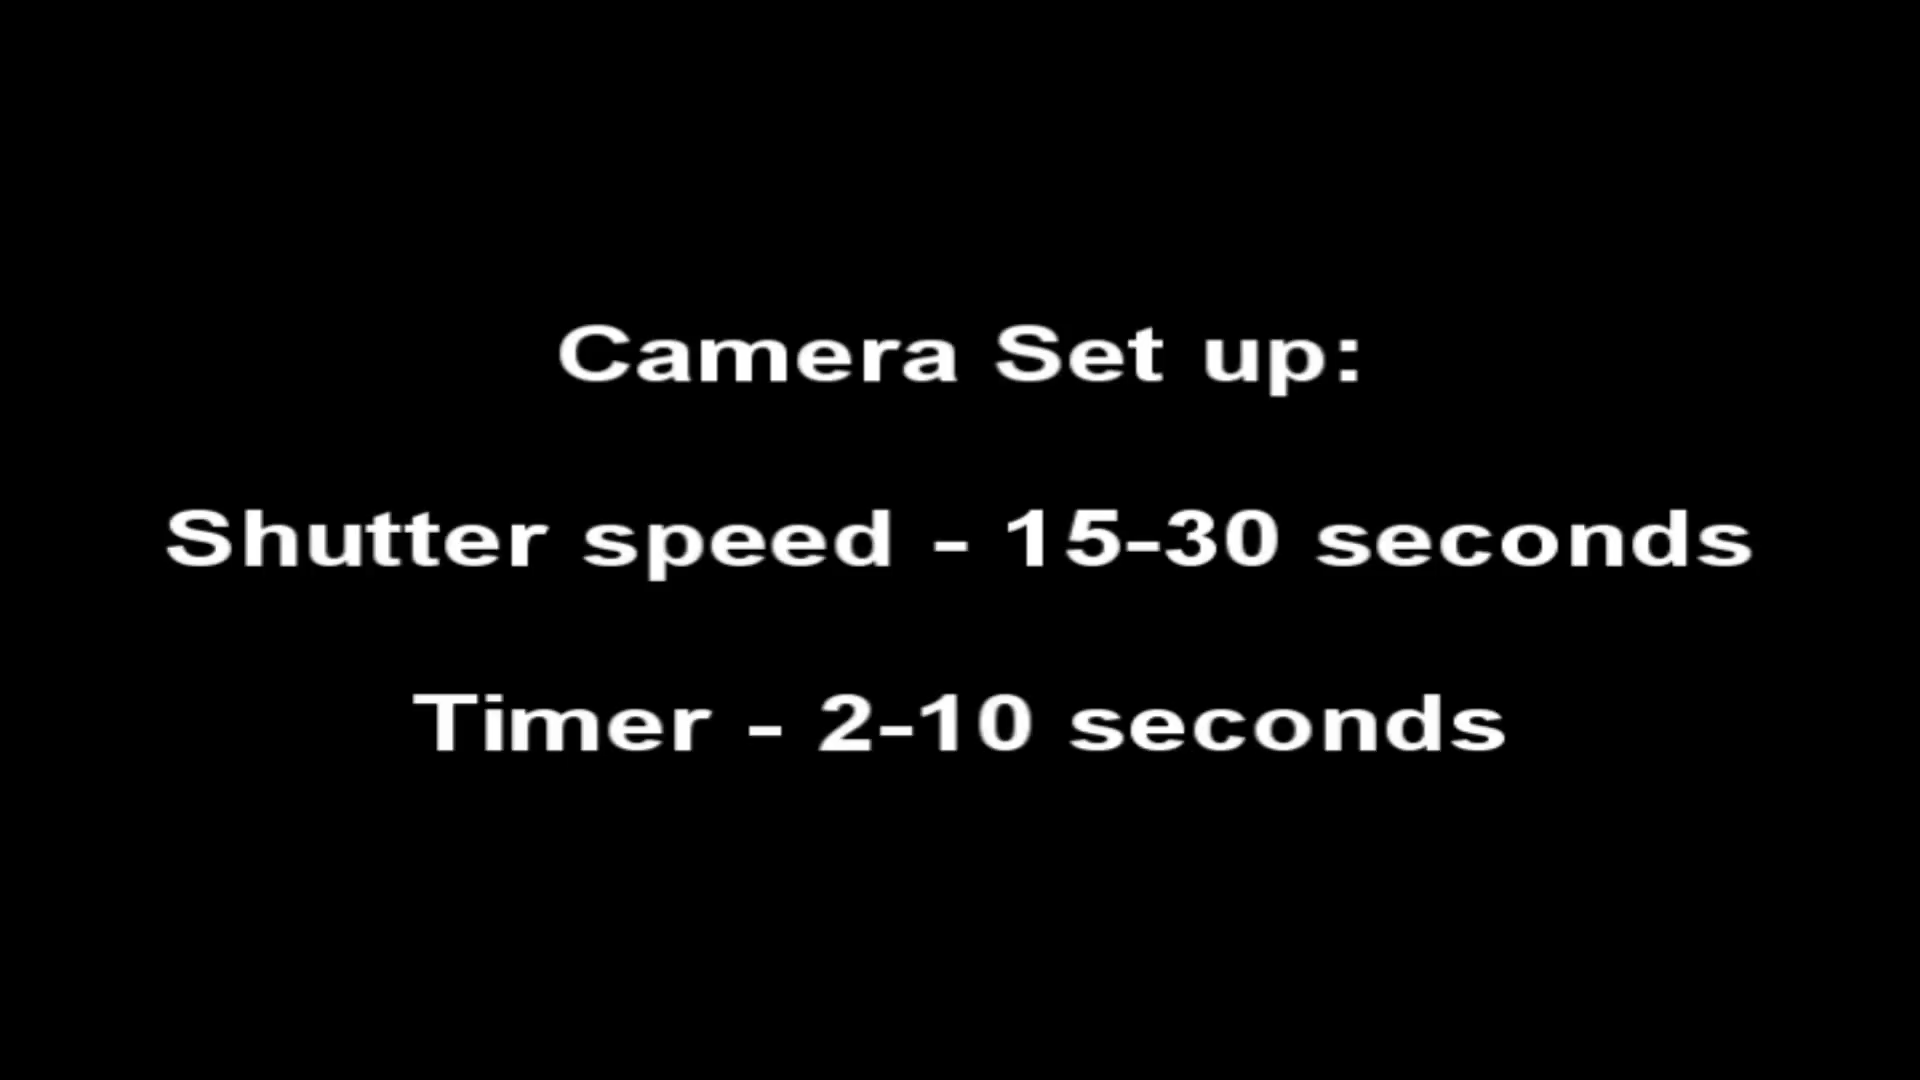 Camera Set up:
Shutter speed - 15-30 seconds
Timer - 2-10 seconds